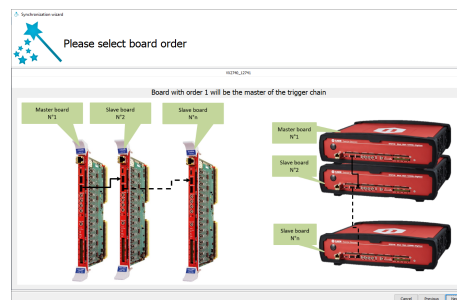 Synchronization wizard
Please select board order
Board with order 1 will be the master of the trigger chain
Master board
N°1
Slave board
N°2
Slave board
N°n
Master board
N°1
Slave board
N°2
Slave board
N°n
Cancel
Previous